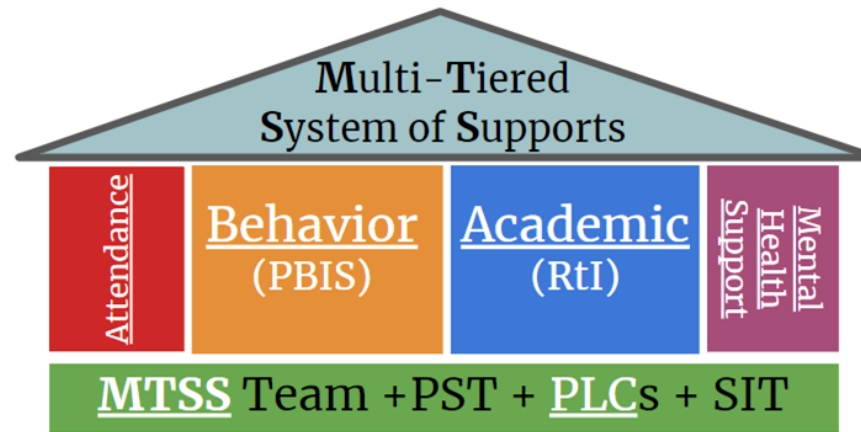 Multi-Tiered
System of Supports
Attendance
Behavior
(PBIS)
Academic
(RtI)
Mental
Health
Support
MTSS Team +PST + PLCs + SIT